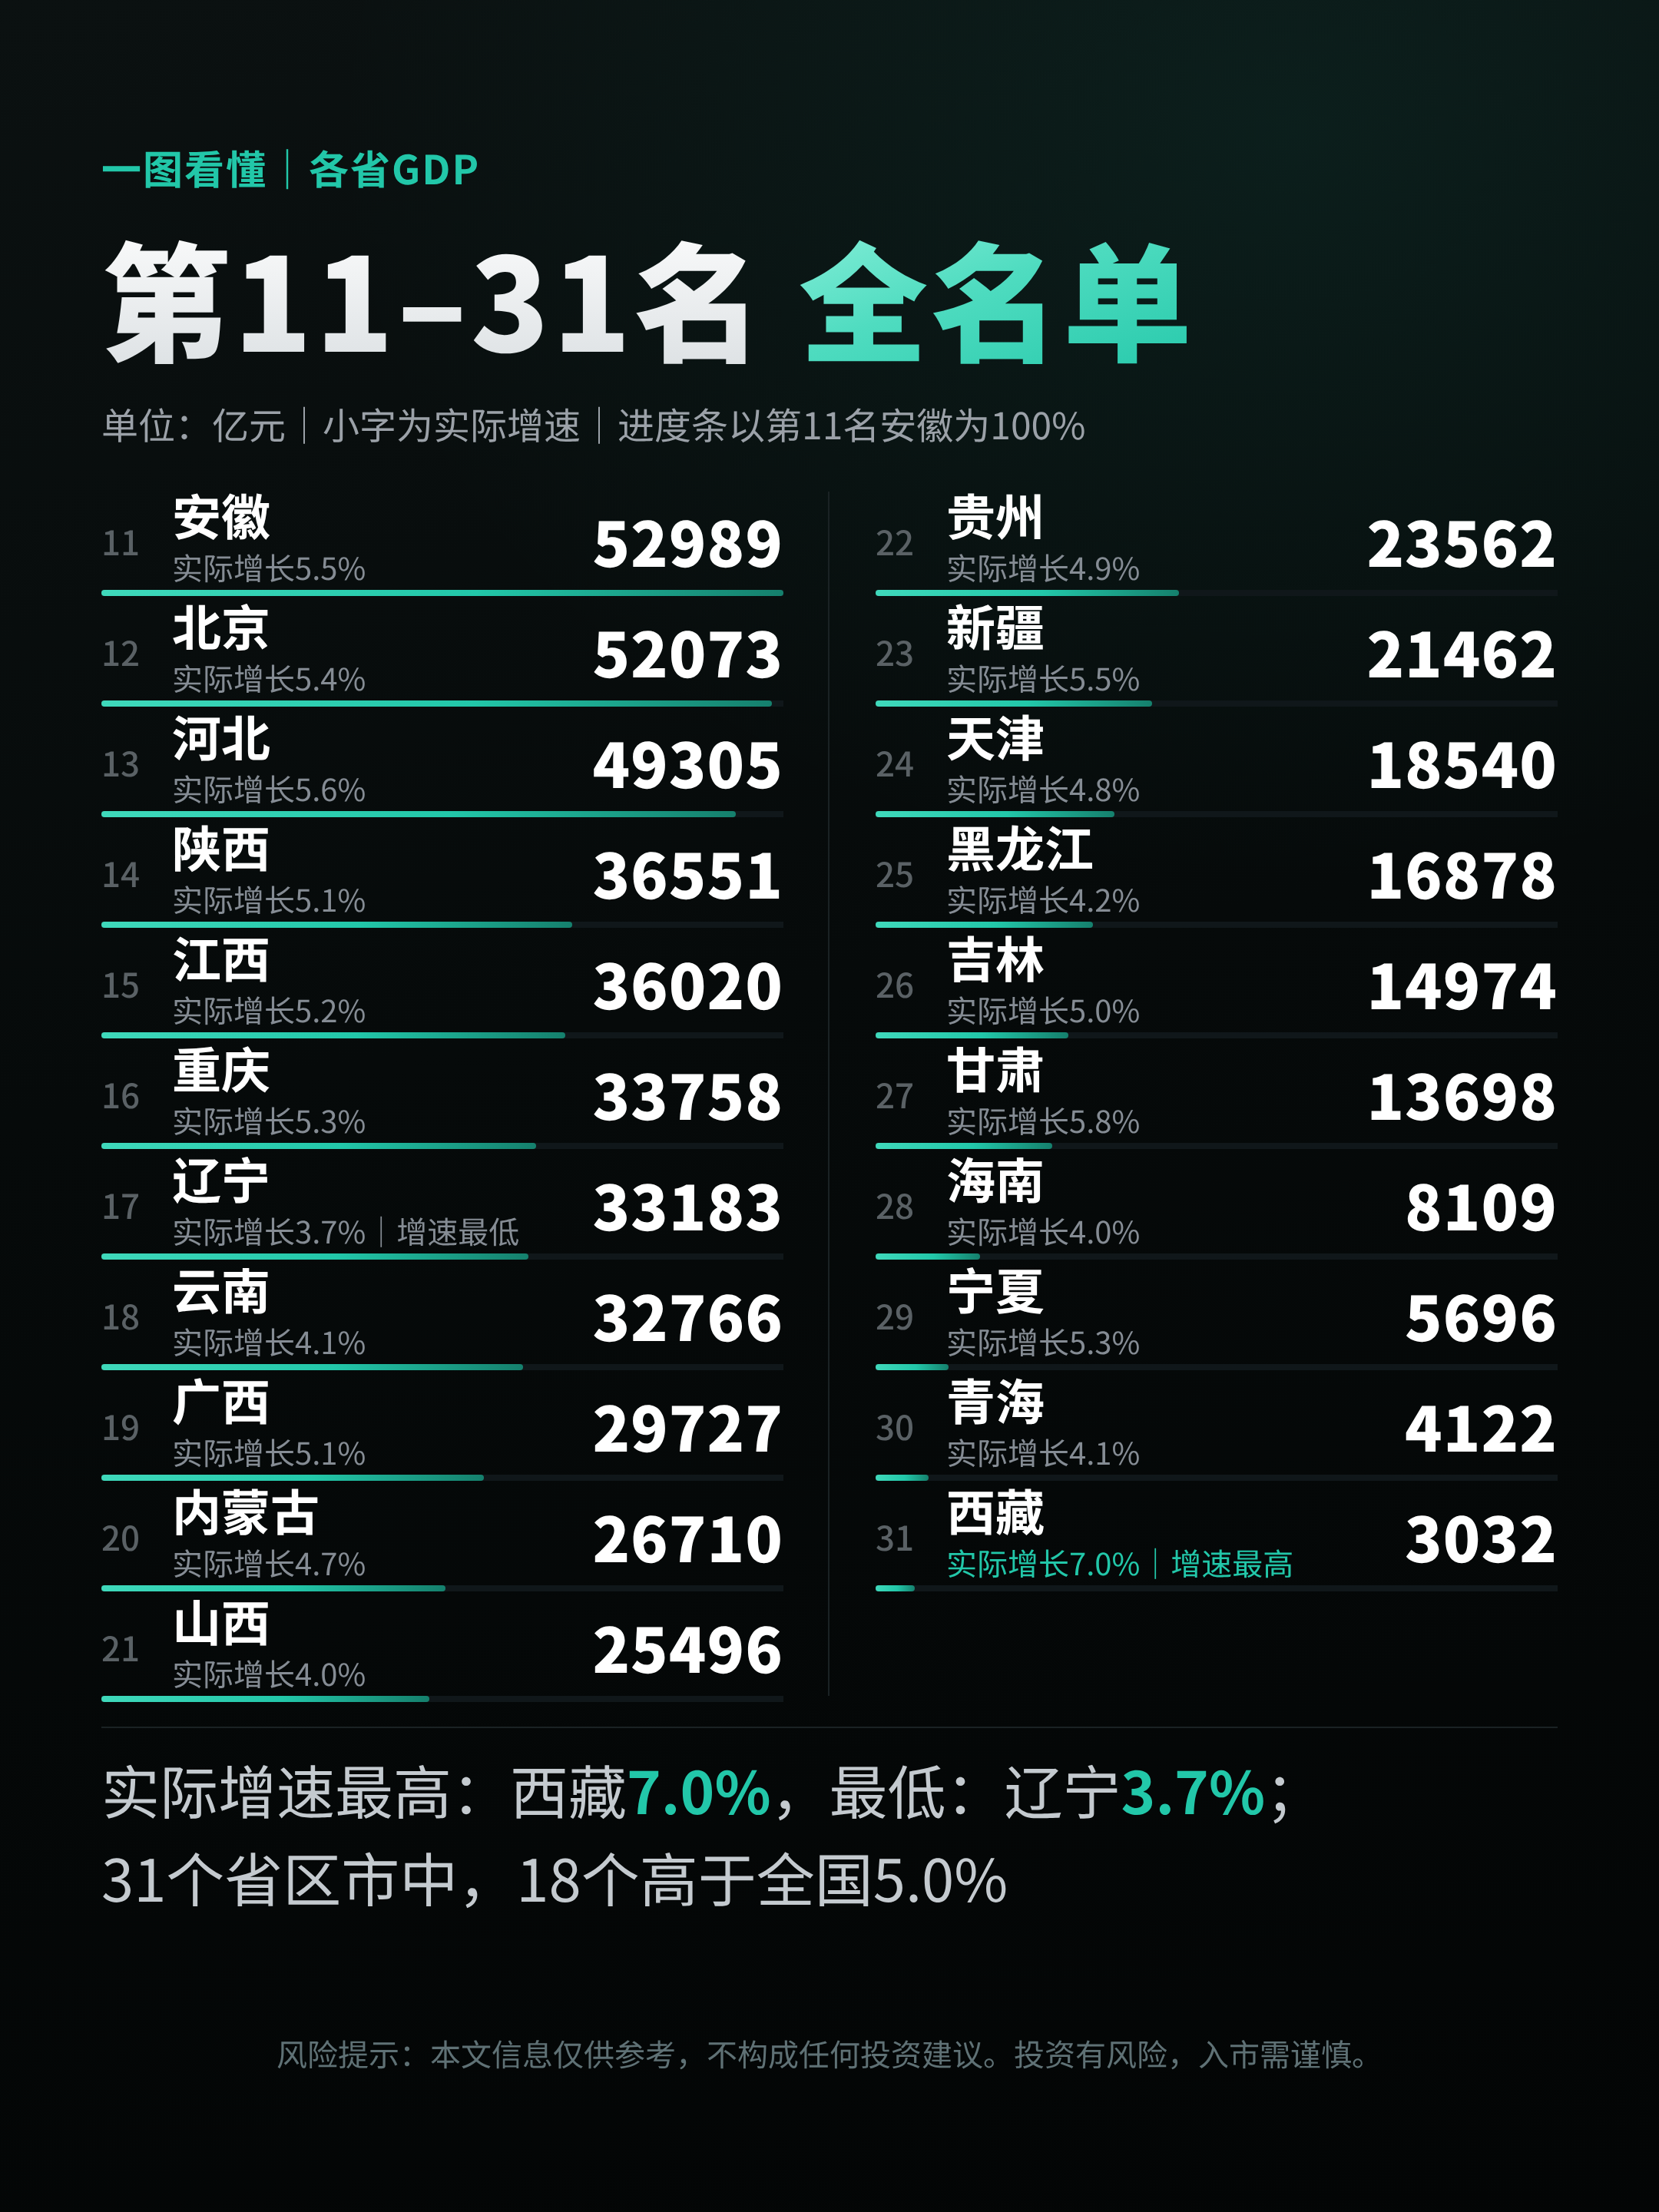 一图看懂｜各省GDP
第11–31名 全名单
单位：亿元｜小字为实际增速｜进度条以第11名安徽为100%
11 安徽 52989
实际增长5.5%
12 北京 52073
实际增长5.4%
13 河北 49305
实际增长5.6%
14 陕西 36551
实际增长5.1%
15 江西 36020
实际增长5.2%
16 重庆 33758
实际增长5.3%
17 辽宁 33183
实际增长3.7%｜增速最低
18 云南 32766
实际增长4.1%
19 广西 29727
实际增长5.1%
20 内蒙古 26710
实际增长4.7%
21 山西 25496
实际增长4.0%
22 贵州 23562
实际增长4.9%
23 新疆 21462
实际增长5.5%
24 天津 18540
实际增长4.8%
25 黑龙江 16878
实际增长4.2%
26 吉林 14974
实际增长5.0%
27 甘肃 13698
实际增长5.8%
28 海南 8109
实际增长4.0%
29 宁夏 5696
实际增长5.3%
30 青海 4122
实际增长4.1%
31 西藏 3032
实际增长7.0%｜增速最高
实际增速最高：西藏7.0%，最低：辽宁3.7%；
31个省区市中，18个高于全国5.0%
风险提示：本文信息仅供参考，不构成任何投资建议。投资有风险，入市需谨慎。